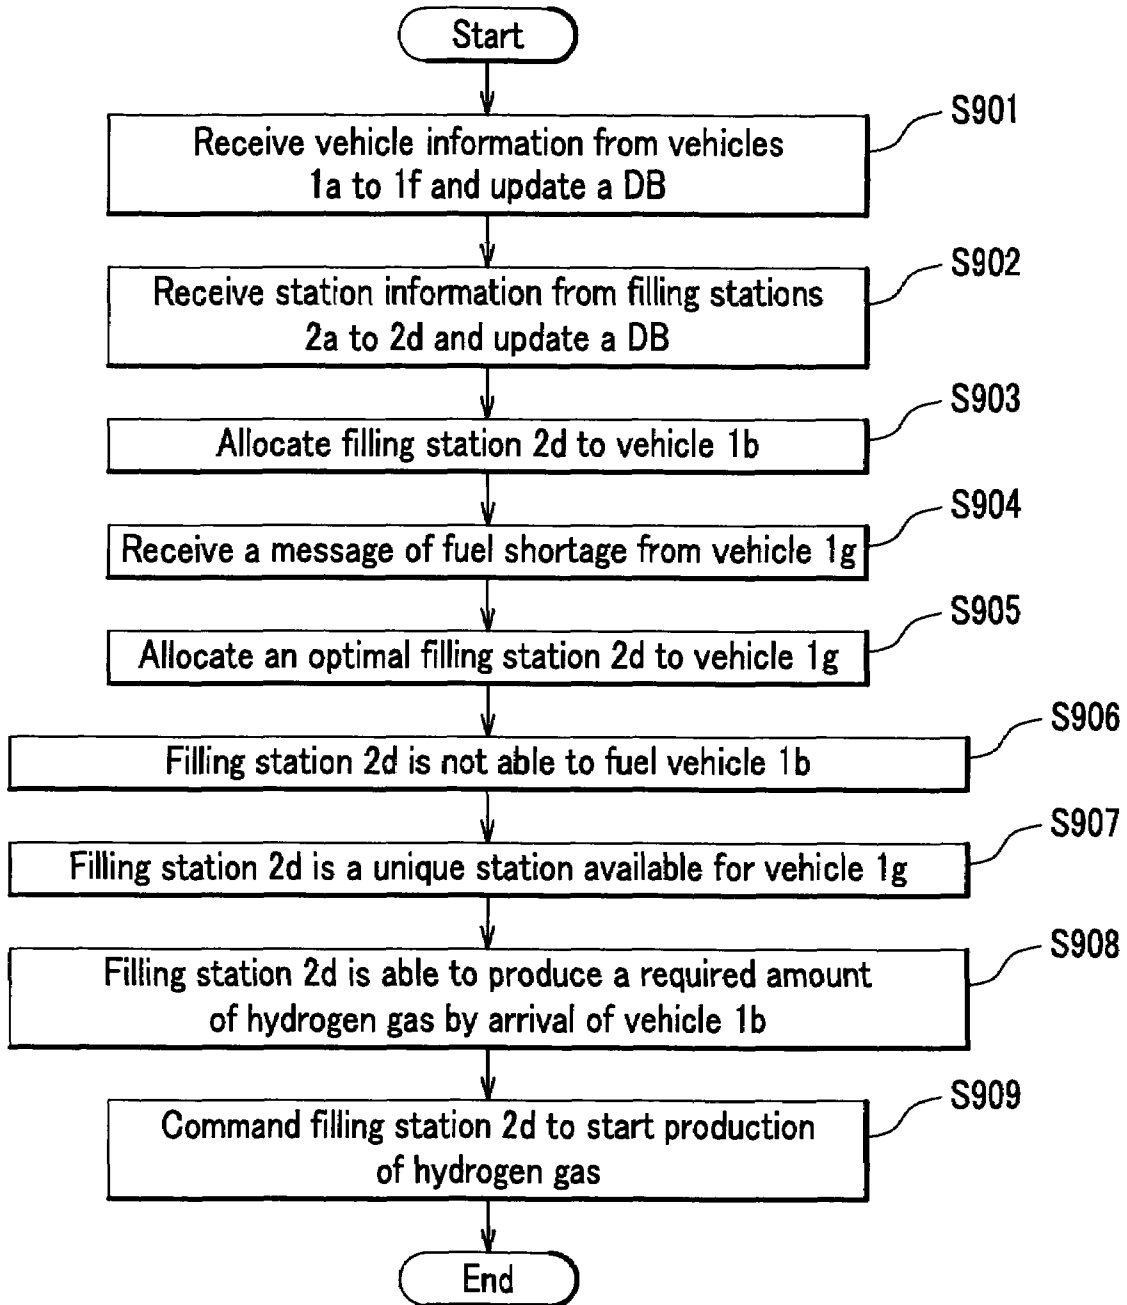 Start
S901
Receive vehicle information from vehicles
1a to 1f and update a DB
S902
Receive station information from filling stations
2a to 2d and update a DB
S903
Allocate filling station 2d to vehicle 1b
S904
Receive a message of fuel shortage from vehicle 1g
S905
Allocate an optimal filling station 2d to vehicle 1g
S906
Filling station 2d is not able to fuel vehicle 1b
S907
Filling station 2d is a unique station available for vehicle 1g
S908
Filling station 2d is able to produce a required amount
of hydrogen gas by arrival of vehicle 1b
S909
Command filling station 2d to start production
of hydrogen gas
End